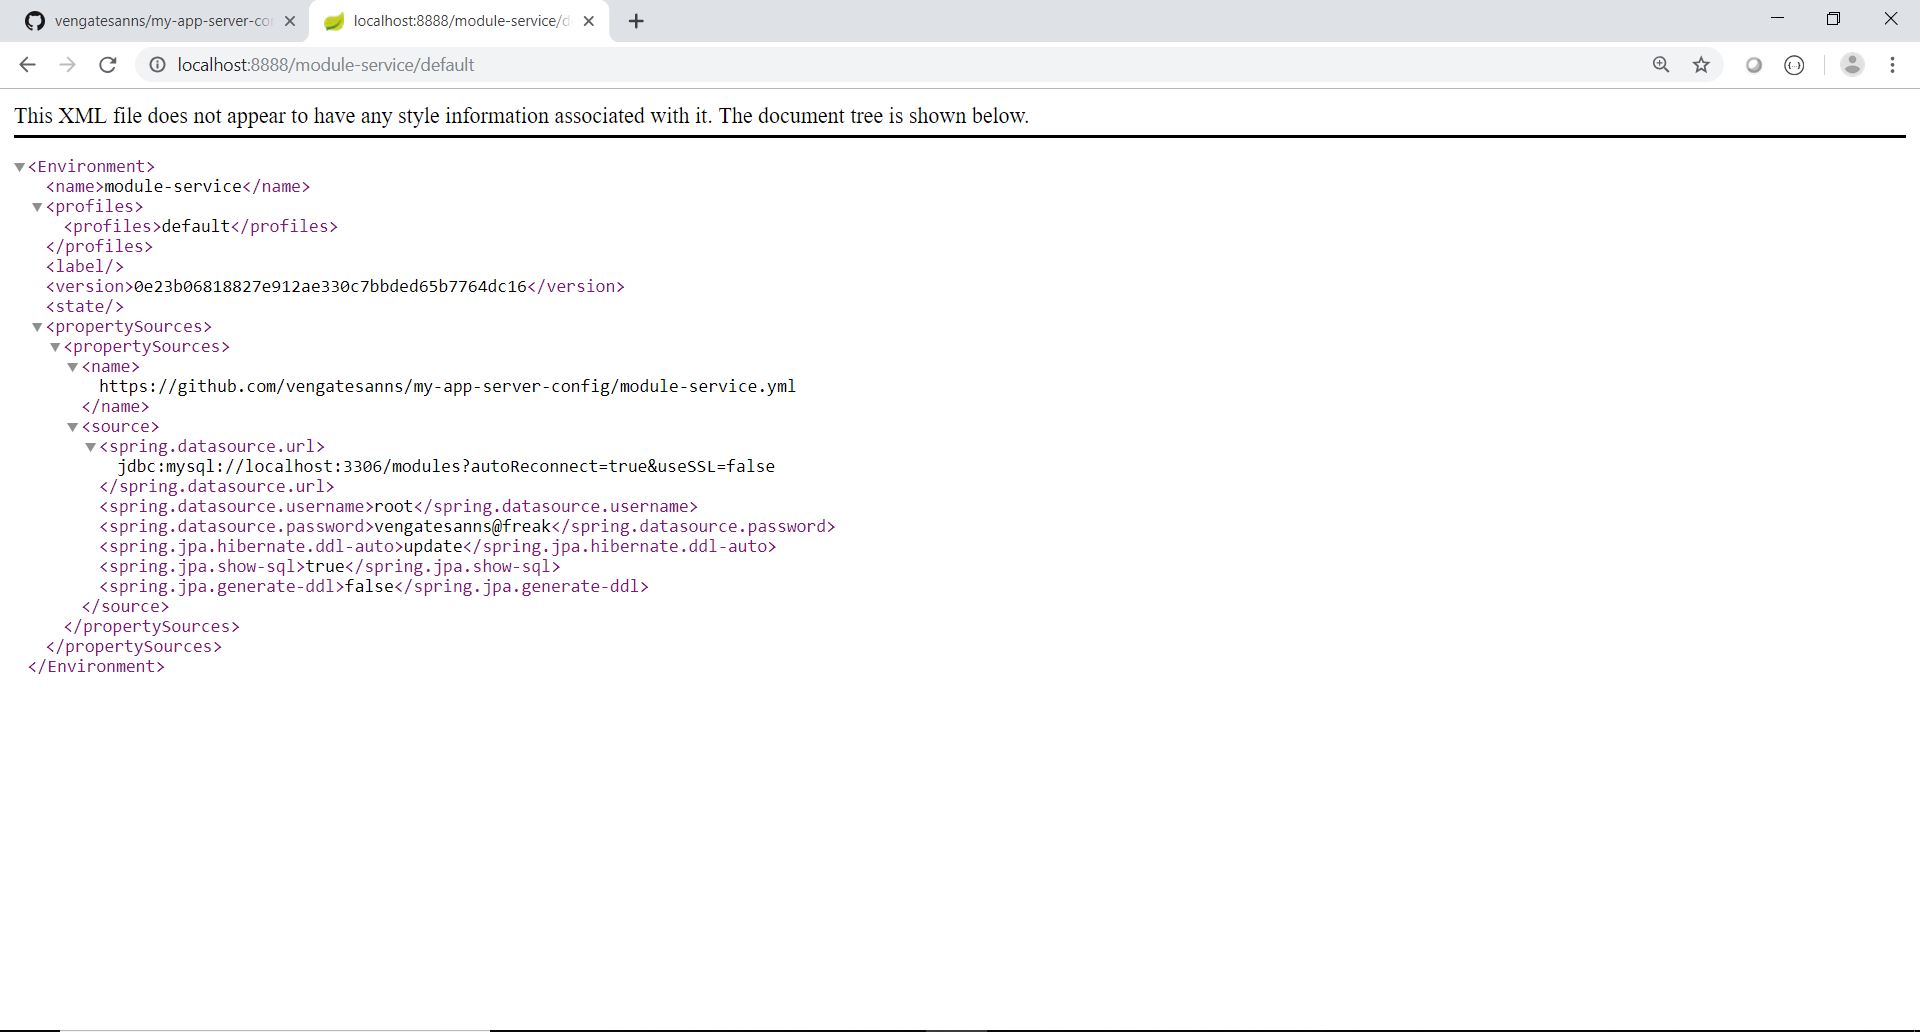 vengatesanns/my-app-server-co
localhost:8888/module-service/d
localhost:8888/module-service/default
This XML file does not appear to have any style information associated with it. The document tree is shown below.
<Environment>
<name>module-service</name>
<profiles>
<profiles>default</profiles>
</profiles>
<label/>
<version>0e23b06818827e912ae330c7bbded65b7764dc16</version>
<state/>
<propertySources>
<propertySources>
<name>
https://github.com/vengatesanns/my-app-server-config/module-service.yml
</name>
<source>
<spring.datasource.url>
jdbc:mysql://localhost:3306/modules?autoReconnect=true&useSSL=false
</spring.datasource.url>
<spring.datasource.username>root</spring.datasource.username>
<spring.datasource.password>vengatesanns@freak</spring.datasource.password>
<spring.jpa.hibernate.ddl-auto>update</spring.jpa.hibernate.ddl-auto>
<spring.jpa.show-sql>true</spring.jpa.show-sql>
<spring.jpa.generate-ddl>false</spring.jpa.generate-ddl>
</source>
</propertySources>
</propertySources>
</Environment>